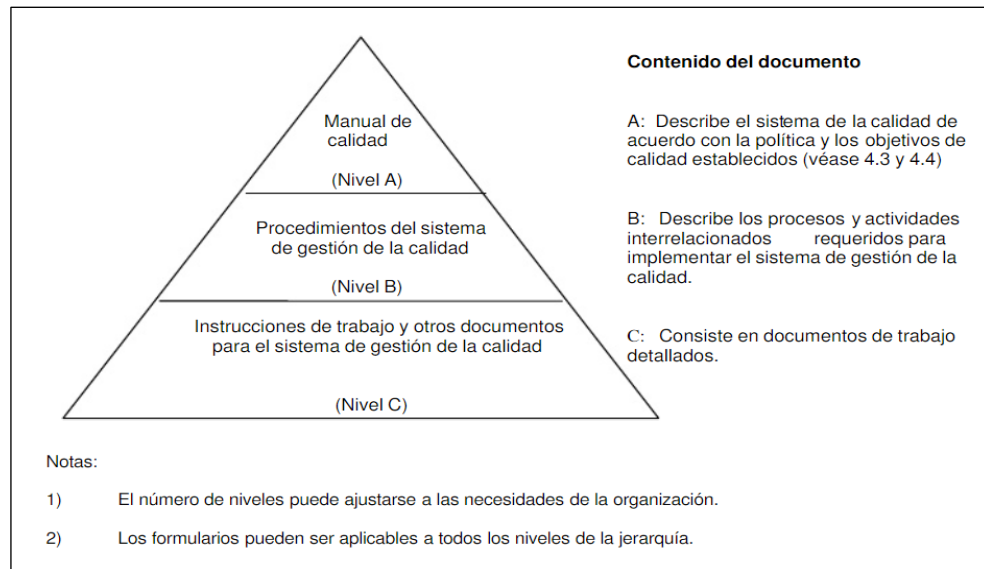 Manual de
calidad
(Nivel A)
Procedimientos del sistema
de gestión de la calidad
(Nivel B)
Instrucciones de trabajo y otros documentos
para el sistema de gestión de la calidad
(Nivel C)
Contenido del documento
A: Describe el sistema de la calidad de
acuerdo con la política y los objetivos de
calidad establecidos (véase 4.3 y 4.4)
B: Describe los procesos y actividades
interrelacionados requeridos para
implementar el sistema de gestión de la
calidad.
C: Consiste en documentos de trabajo
detallados.
Notas:
1) El número de niveles puede ajustarse a las necesidades de la organización.
2) Los formularios pueden ser aplicables a todos los niveles de la jerarquía.